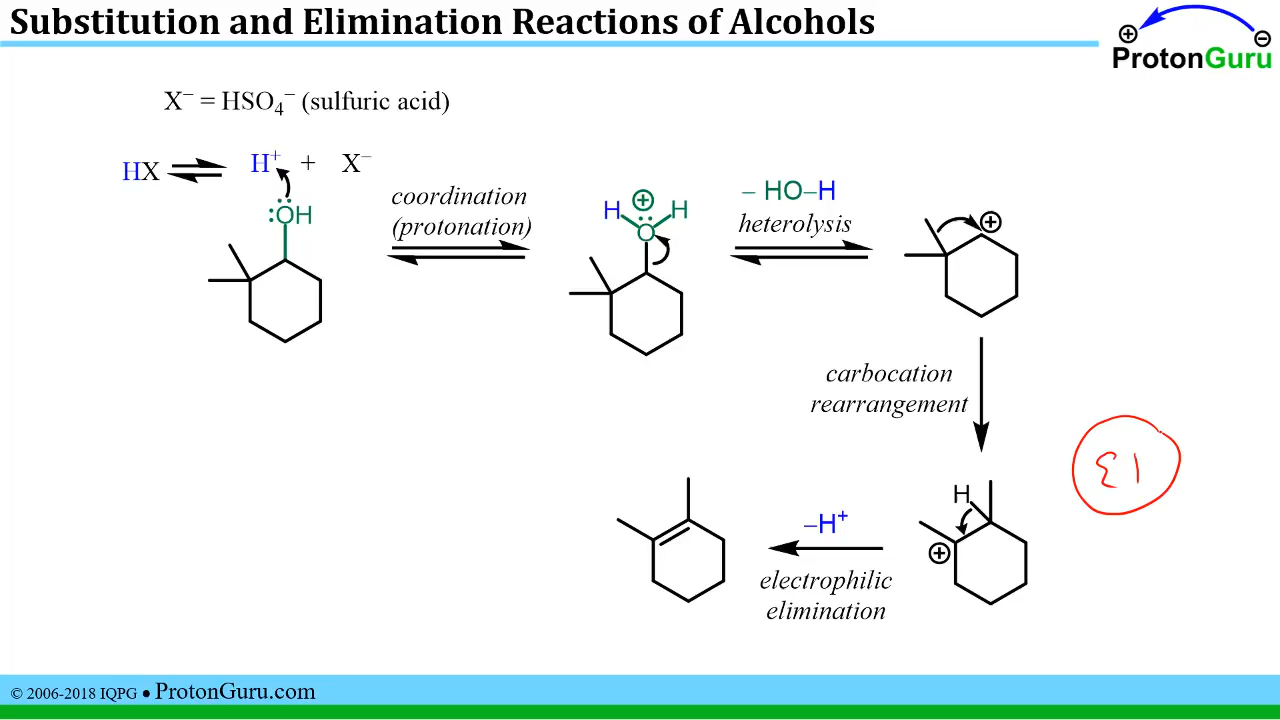 Substitution and Elimination Reactions of Alcohols
⊕ ⊖
ProtonGuru
X⁻ = HSO₄⁻ (sulfuric acid)
HX H⁺ + X⁻
:ÖH
coordination
(protonation)
⊕
H H
Ö
– HO–H
heterolysis
⊕
carbocation
rearrangement
E1
H
⊕
–H⁺
electrophilic
elimination
© 2006-2018 IQPG ● ProtonGuru.com